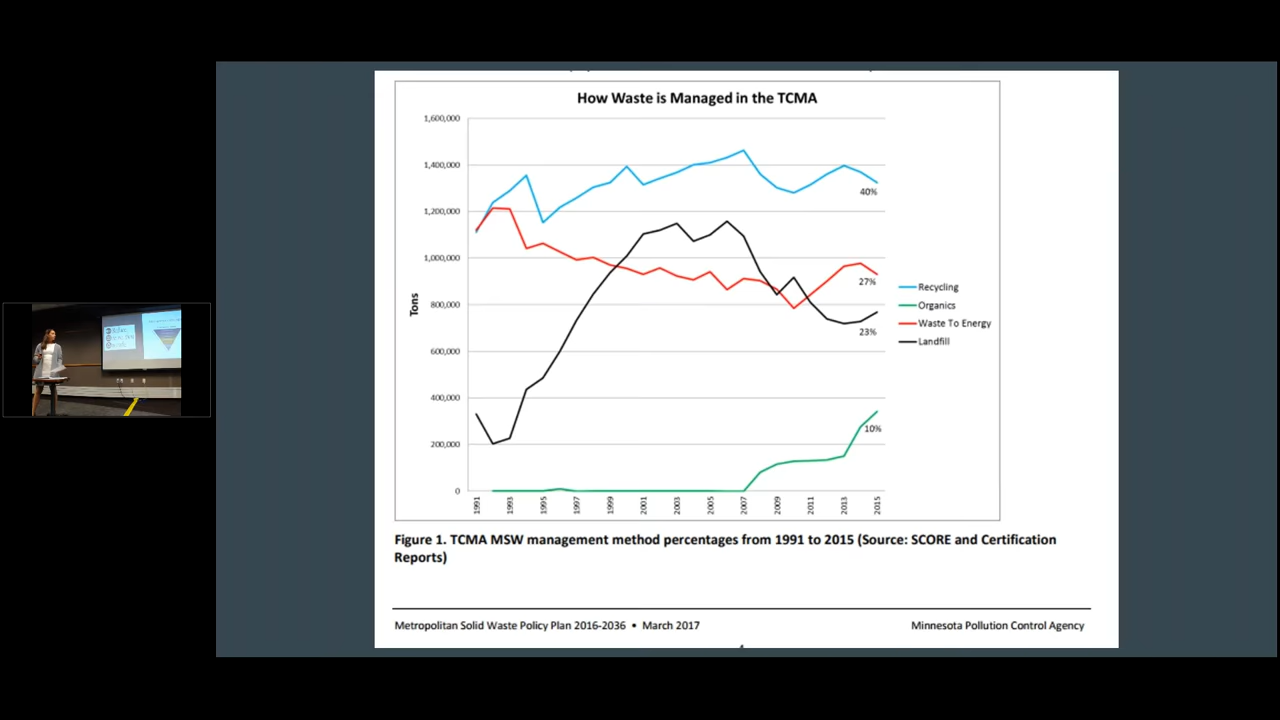 How Waste is Managed in the TCMA
1,600,000
1,400,000
1,200,000
1,000,000
800,000
600,000
400,000
200,000
0
Tons
1991
1993
1995
1997
1999
2001
2003
2005
2007
2009
2011
2013
2015
40%
27%
23%
10%
Recycling
Organics
Waste To Energy
Landfill
Figure 1. TCMA MSW management method percentages from 1991 to 2015 (Source: SCORE and Certification
Reports)
Metropolitan Solid Waste Policy Plan 2016-2036 • March 2017
Minnesota Pollution Control Agency